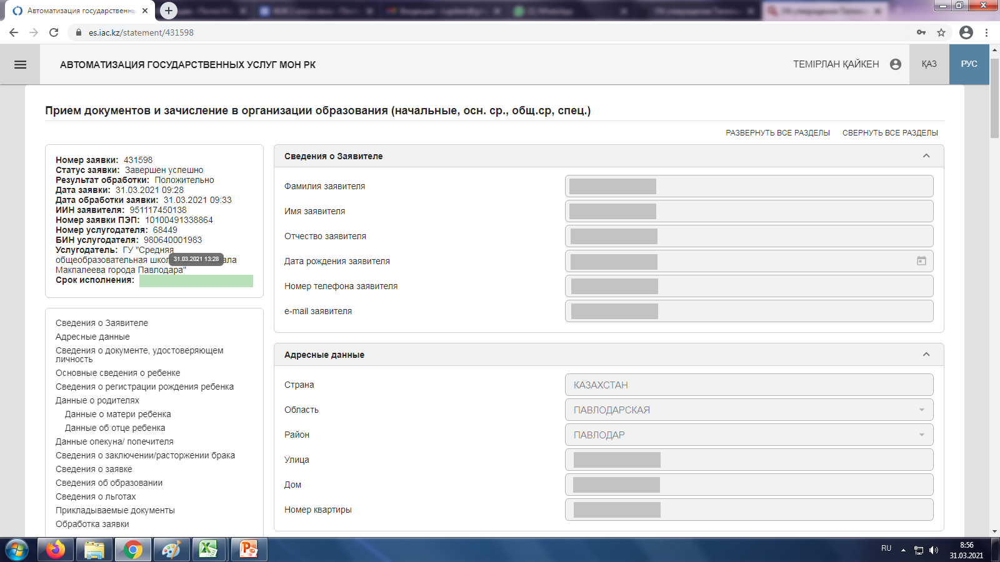 Автоматизация государственны
es.iac.kz/statement/431598
АВТОМАТИЗАЦИЯ ГОСУДАРСТВЕННЫХ УСЛУГ МОН РК
ТЕМІРЛАН ҚАЙКЕН
ҚАЗ
РУС
Прием документов и зачисление в организации образования (начальные, осн. ср., общ.ср, спец.)
РАЗВЕРНУТЬ ВСЕ РАЗДЕЛЫ СВЕРНУТЬ ВСЕ РАЗДЕЛЫ
Номер заявки: 431598
Статус заявки: Завершен успешно
Результат обработки: Положительно
Дата заявки: 31.03.2021 09:28
Дата обработки заявки: 31.03.2021 09:33
ИИН заявителя: 951117450138
Номер заявки ПЭП: 10100491338864
Номер услугодателя: 68449
БИН услугодателя: 980640001983
Услугодатель: ГУ "Средняя
общеобразовательная
31.03.2021 13:28
Макпалеева города Павлодара"
Срок исполнения:
Сведения о Заявителе
Адресные данные
Сведения о документе, удостоверяющем
личность
Основные сведения о ребенке
Сведения о регистрации рождения ребенка
Данные о родителях
Данные о матери ребенка
Данные об отце ребенка
Данные опекуна/ попечителя
Сведения о заключении/расторжении брака
Сведения о заявке
Сведения об образовании
Сведения о льготах
Прикладываемые документы
Обработка заявки
Сведения о Заявителе
Фамилия заявителя
Имя заявителя
Отчество заявителя
Дата рождения заявителя
Номер телефона заявителя
e-mail заявителя
Адресные данные
Страна КАЗАХСТАН
Область ПАВЛОДАРСКАЯ
Район ПАВЛОДАР
Улица
Дом
Номер квартиры
RU
8:56
31.03.2021